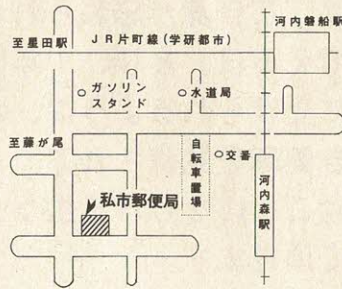 河内磐船駅
至星田駅
JR片町線(学研都市)
ガソリン
スタンド
水道局
至藤が尾
自転車置場
交番
河内森駅
私市郵便局